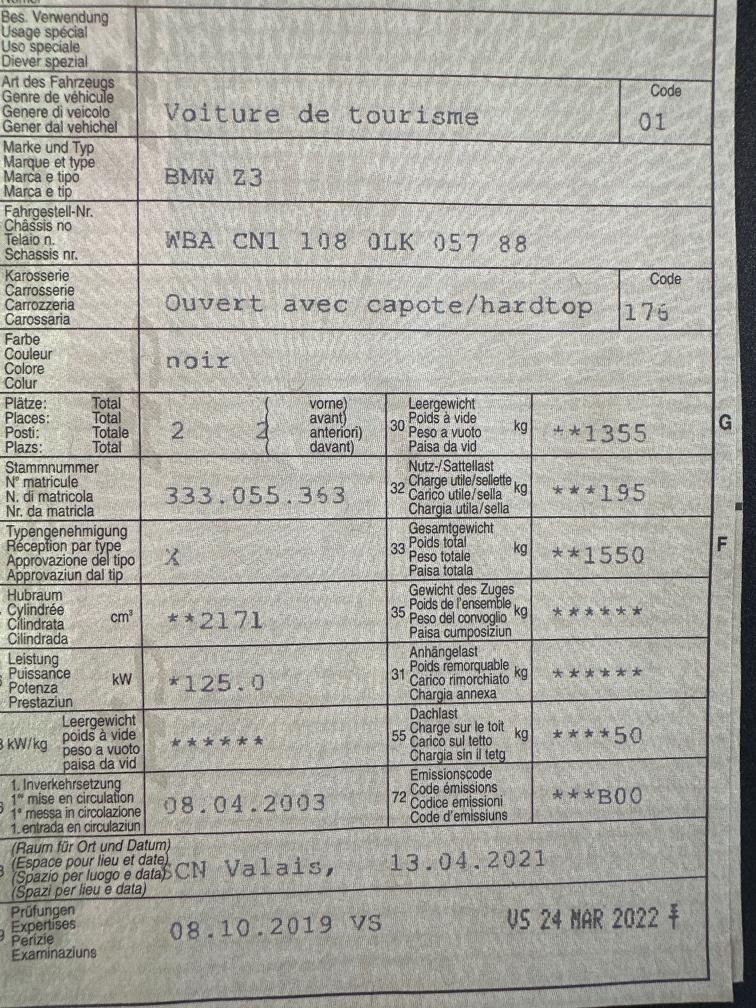 Bes. Verwendung
Usage spécial
Uso speciale
Diever spezial
Art des Fahrzeugs
Genre de véhicule
Genere di veicolo
Gener dal vehichel
Voiture de tourisme
Code
01
Marke und Typ
Marque et type
Marca e tipo
Marca e tip
BMW Z3
Fahrgestell-Nr.
Châssis no
Telaio n.
Schassis nr.
WBA CN1 108 0LK 057 88
Karosserie
Carrosserie
Carrozzeria
Carossaria
Ouvert avec capote/hardtop
Code
176
Farbe
Couleur
Colore
Colur
noir
Plätze: Total
Places: Total
Posti: Totale
Plazs: Total
2
2
vorne)
avant)
anteriori)
davant)
30
Leergewicht
Poids à vide
Peso a vuoto
Paisa da vid
kg
**1355
G
Stammnummer
N° matricule
N. di matricola
Nr. da matricla
333.055.363
32
Nutz-/Sattellast
Charge utile/sellette
Carico utile/sella
Chargia utila/sella
kg
***195
Typengenehmigung
Réception par type
Approvazione del tipo
Approvaziun dal tip
X
33
Gesamtgewicht
Poids total
Peso totale
Paisa totala
kg
**1550
F
Hubraum
Cylindrée
Cilindrata
Cilindrada
cm³
**2171
35
Gewicht des Zuges
Poids de l'ensemble
Peso del convoglio
Paisa cumposiziun
kg
******
Leistung
Puissance
Potenza
Prestaziun
kW
*125.0
31
Anhängelast
Poids remorquable
Carico rimorchiato
Chargia annexa
kg
******
kW/kg
Leergewicht
poids à vide
peso a vuoto
paisa da vid
******
55
Dachlast
Charge sur le toit
Carico sul tetto
Chargia sin il tetg
kg
****50
1. Inverkehrsetzung
1re mise en circulation
1a messa in circolazione
1. entrada en circulaziun
08.04.2003
72
Emissionscode
Code émissions
Codice emissioni
Code d'emissiuns
***B00
(Raum für Ort und Datum)
(Espace pour lieu et date)
(Spazio per luogo e data)
(Spazi per lieu e data)
SCN Valais, 13.04.2021
Prüfungen
Expertises
Perizie
Examinaziuns
08.10.2019 VS
VS 24 MAR 2022